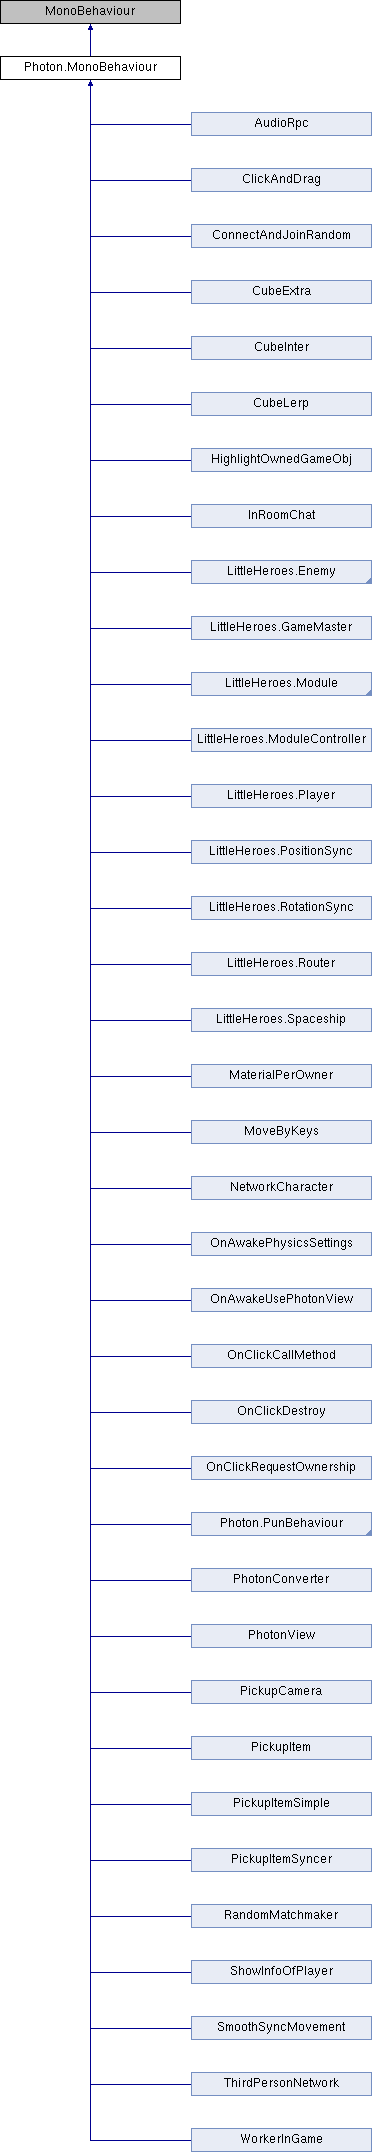 MonoBehaviour
Photon.MonoBehaviour
AudioRpc
ClickAndDrag
ConnectAndJoinRandom
CubeExtra
CubeInter
CubeLerp
HighlightOwnedGameObj
InRoomChat
LittleHeroes.Enemy
LittleHeroes.GameMaster
LittleHeroes.Module
LittleHeroes.ModuleController
LittleHeroes.Player
LittleHeroes.PositionSync
LittleHeroes.RotationSync
LittleHeroes.Router
LittleHeroes.Spaceship
MaterialPerOwner
MoveByKeys
NetworkCharacter
OnAwakePhysicsSettings
OnAwakeUsePhotonView
OnClickCallMethod
OnClickDestroy
OnClickRequestOwnership
Photon.PunBehaviour
PhotonConverter
PhotonView
PickupCamera
PickupItem
PickupItemSimple
PickupItemSyncer
RandomMatchmaker
ShowInfoOfPlayer
SmoothSyncMovement
ThirdPersonNetwork
WorkerInGame